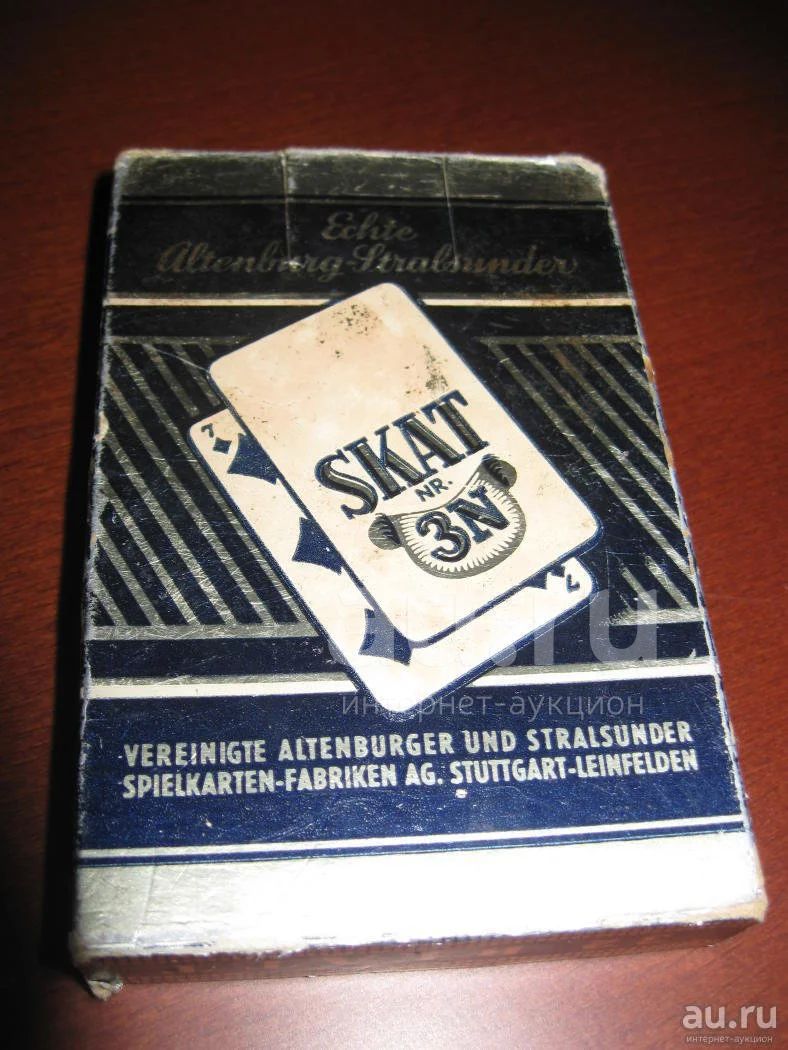 Echte
Altenburg-Stralsunder
7
SKAT
NR.
3N
7
au.ru
интернет-аукцион
VEREINIGTE ALTENBURGER UND STRALSUNDER
SPIELKARTEN-FABRIKEN AG. STUTTGART-LEINFELDEN
au.ru
интернет-аукцион